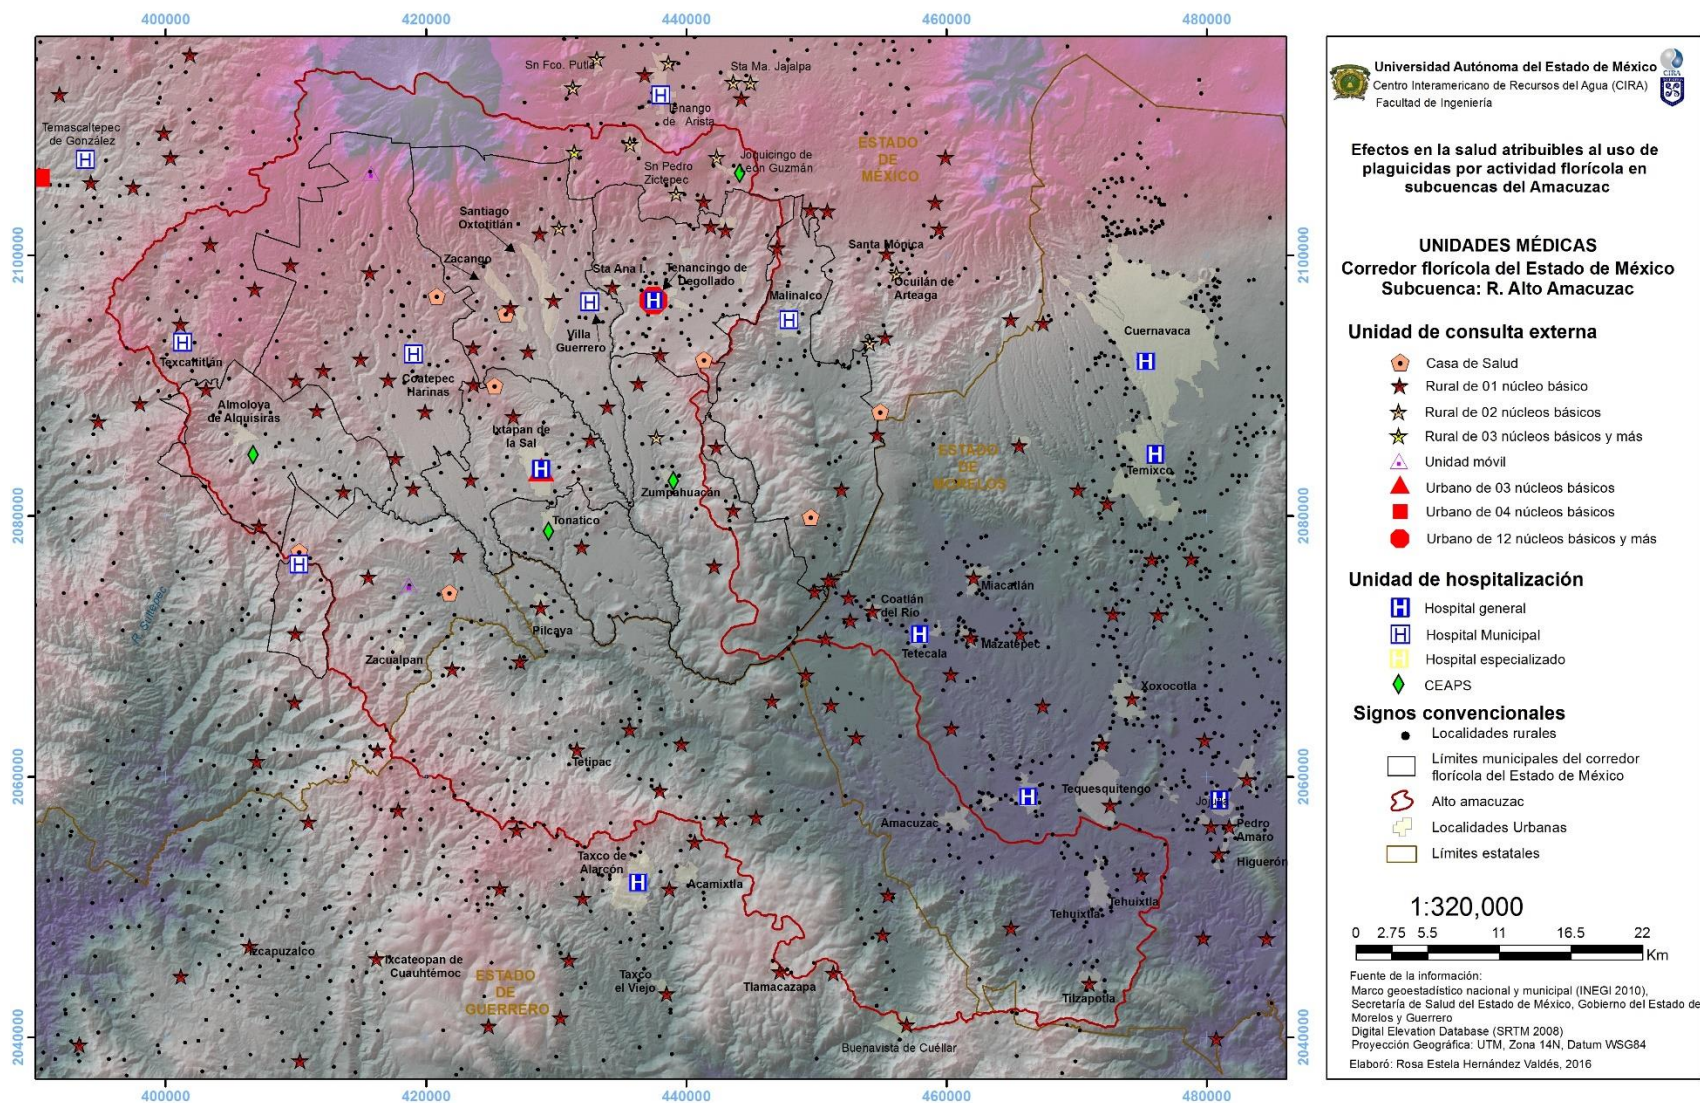 400000
420000
440000
460000
480000
Sn Fco. Putla
Sta Ma. Jajalpa
Tenango
de Arista
Temascaltepec
de González
ESTADO
DE
MÉXICO
Joquicingo de
León Guzmán
Sn Pedro
Zictepec
Santiago
Oxtotitlán
Zacango
Sta Ana I.
Tenancingo de
Degollado
Santa Mónica
Ocuilán de
Arteaga
Malinalco
Villa
Guerrero
Cuernavaca
Texcaltitlán
Coatepec
Harinas
Almoloya
de Alquisiras
Ixtapan de
la Sal
ESTADO
DE
MORELOS
Temixco
Zumpahuacán
Tonatico
R. Sultepec
Miacatlán
Coatlán
del Río
Pilcaya
Tetecala
Mazatepec
Zacualpan
Xoxocotla
Tetipac
Tequesquitengo
Jojutla
Amacuzac
Pedro
Amaro
Higuerón
Taxco de
Alarcón
Acamixtla
Tehuixtla
Tehuixtla
Izcapuzalco
Ixcateopan de
Cuauhtémoc
ESTADO
DE
GUERRERO
Taxco
el Viejo
Tlamacazapa
Tilzapotla
Buenavista de Cuéllar
2100000
2080000
2060000
2040000
2100000
2080000
2060000
2040000
400000
420000
440000
460000
480000
Universidad Autónoma del Estado de México
Centro Interamericano de Recursos del Agua (CIRA)
Facultad de Ingeniería
CIRA
Efectos en la salud atribuibles al uso de
plaguicidas por actividad florícola en
subcuencas del Amacuzac
UNIDADES MÉDICAS
Corredor florícola del Estado de México
Subcuenca: R. Alto Amacuzac
Unidad de consulta externa
Casa de Salud
Rural de 01 núcleo básico
Rural de 02 núcleos básicos
Rural de 03 núcleos básicos y más
Unidad móvil
Urbano de 03 núcleos básicos
Urbano de 04 núcleos básicos
Urbano de 12 núcleos básicos y más
Unidad de hospitalización
H Hospital general
H Hospital Municipal
H Hospital especializado
CEAPS
Signos convencionales
Localidades rurales
Límites municipales del corredor
florícola del Estado de México
Alto amacuzac
Localidades Urbanas
Límites estatales
1:320,000
0 2.75 5.5 11 16.5 22
Km
Fuente de la información:
Marco geoestadístico nacional y municipal (INEGI 2010),
Secretaría de Salud del Estado de México, Gobierno del Estado de
Morelos y Guerrero
Digital Elevation Database (SRTM 2008)
Proyección Geográfica: UTM, Zona 14N, Datum WSG84
Elaboró: Rosa Estela Hernández Valdés, 2016